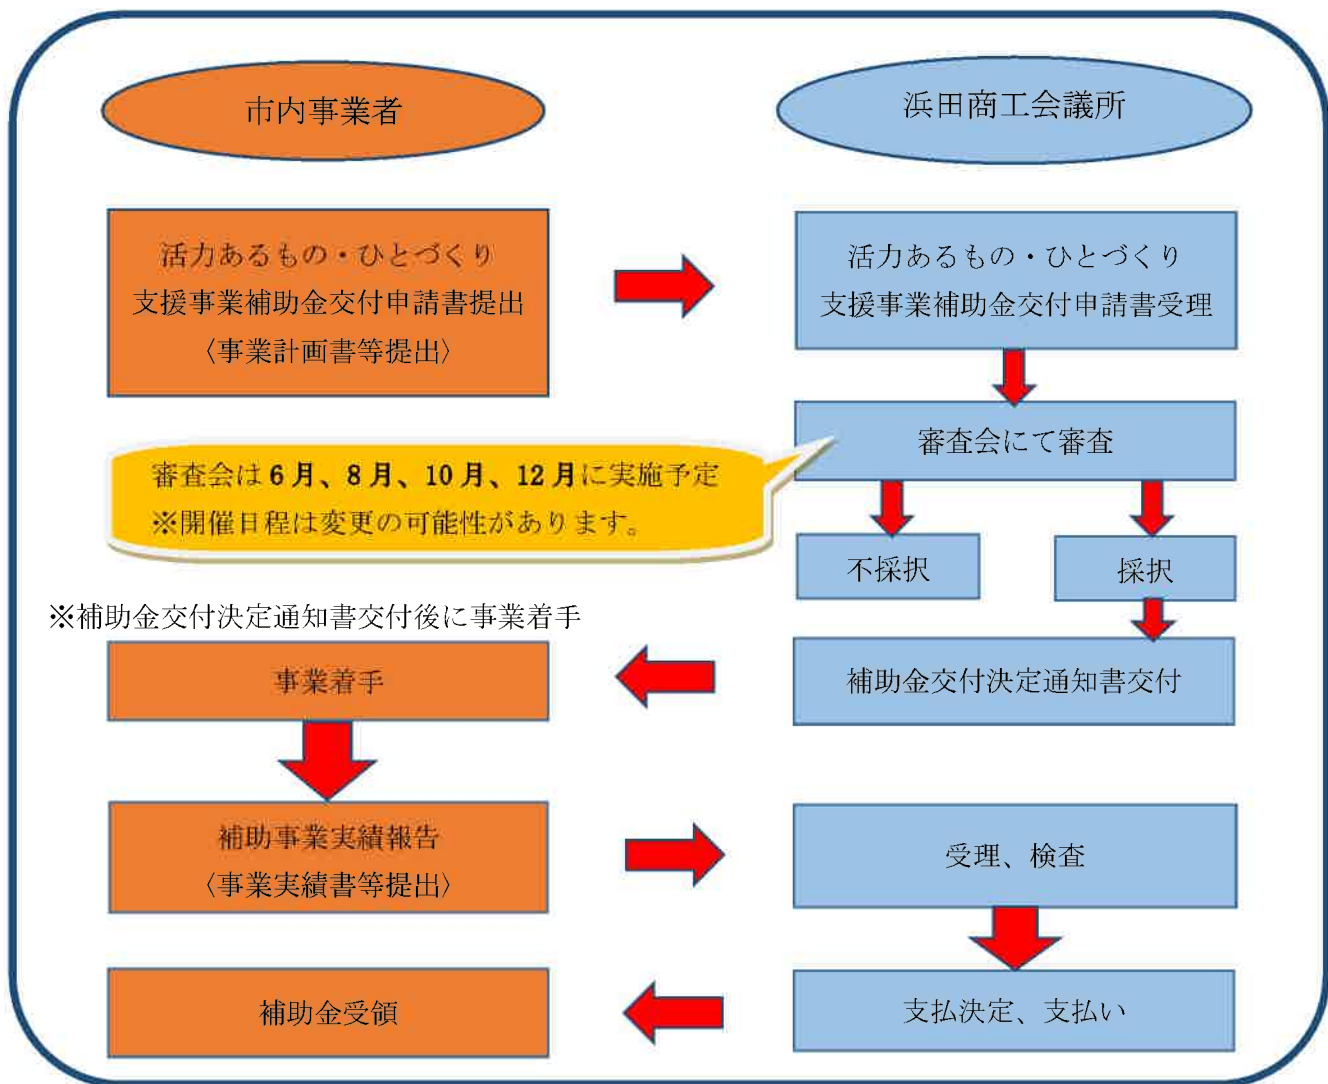 市内事業者
浜田商工会議所
活力あるもの・ひとづくり
支援事業補助金交付申請書提出
〈事業計画書等提出〉
活力あるもの・ひとづくり
支援事業補助金交付申請書受理
審査会にて審査
審査会は6月、8月、10月、12月に実施予定
※開催日程は変更の可能性があります。
不採択
採択
※補助金交付決定通知書交付後に事業着手
事業着手
補助金交付決定通知書交付
補助事業実績報告
〈事業実績書等提出〉
受理、検査
補助金受領
支払決定、支払い